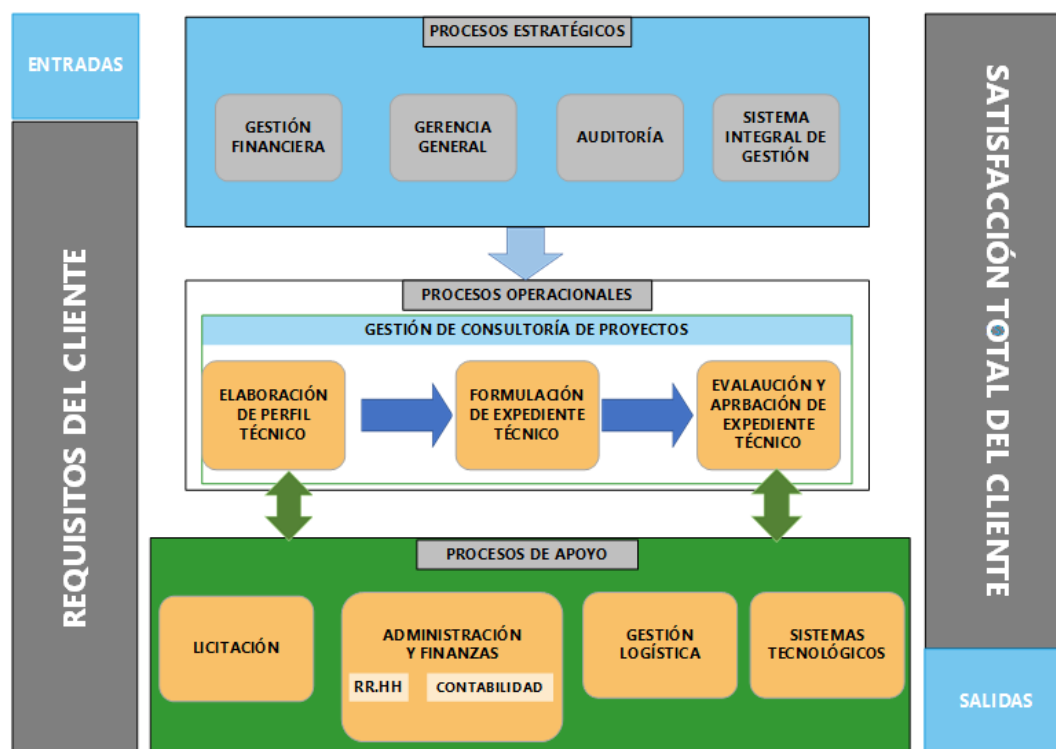 ENTRADAS
REQUISITOS DEL CLIENTE
PROCESOS ESTRATÉGICOS
GESTIÓN
FINANCIERA
GERENCIA
GENERAL
AUDITORÍA
SISTEMA
INTEGRAL DE
GESTIÓN
PROCESOS OPERACIONALES
GESTIÓN DE CONSULTORÍA DE PROYECTOS
ELABORACIÓN
DE PERFIL
TÉCNICO
FORMULACIÓN
DE EXPEDIENTE
TÉCNICO
EVALAUCIÓN Y
APRBACIÓN DE
EXPEDIENTE
TÉCNICO
PROCESOS DE APOYO
LICITACIÓN
ADMINISTRACIÓN
Y FINANZAS
RR.HH
CONTABILIDAD
GESTIÓN
LOGÍSTICA
SISTEMAS
TECNOLÓGICOS
SATISFACCIÓN TOTAL DEL CLIENTE
SALIDAS